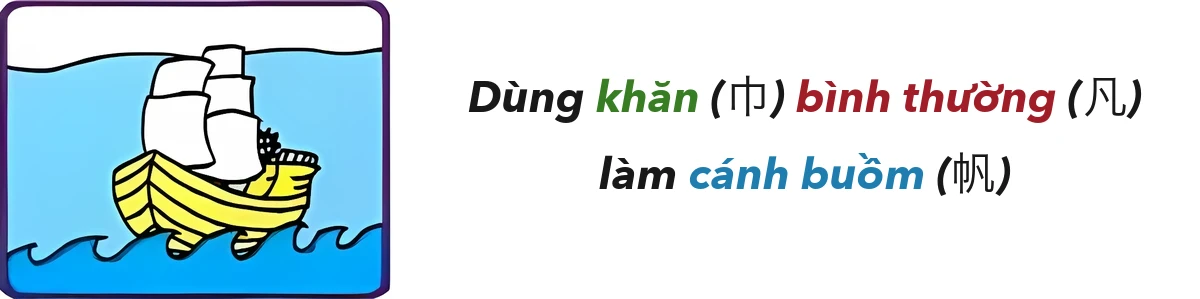 Dùng khăn (巾) bình thường (凡)
làm cánh buồm (帆)